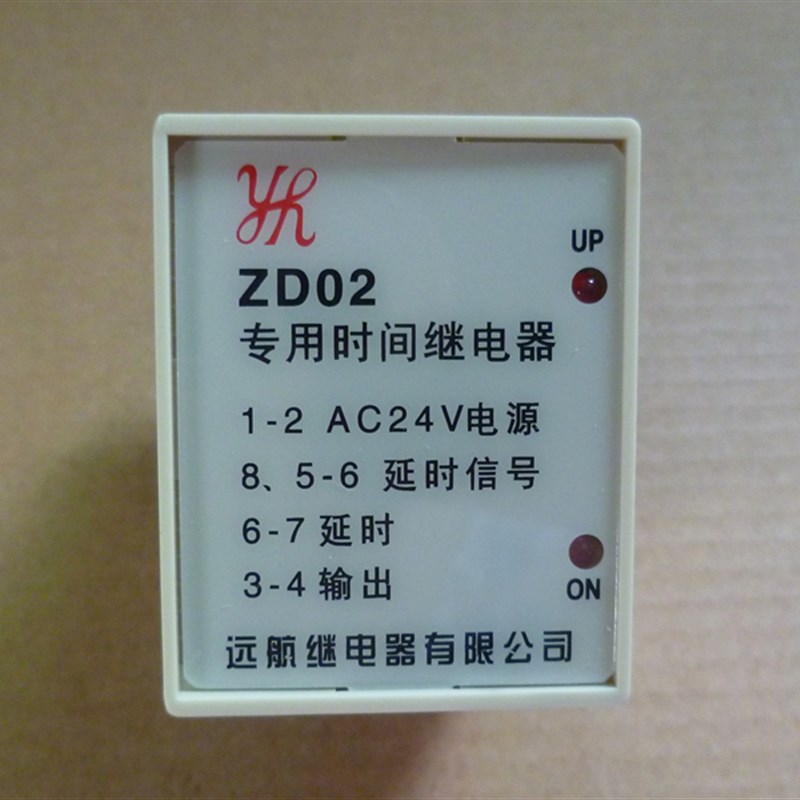 yh
UP
ZD02
专用时间继电器
1-2 AC24V电源
8、5-6 延时信号
6-7延时
3-4输出
ON
远航继电器有限公司